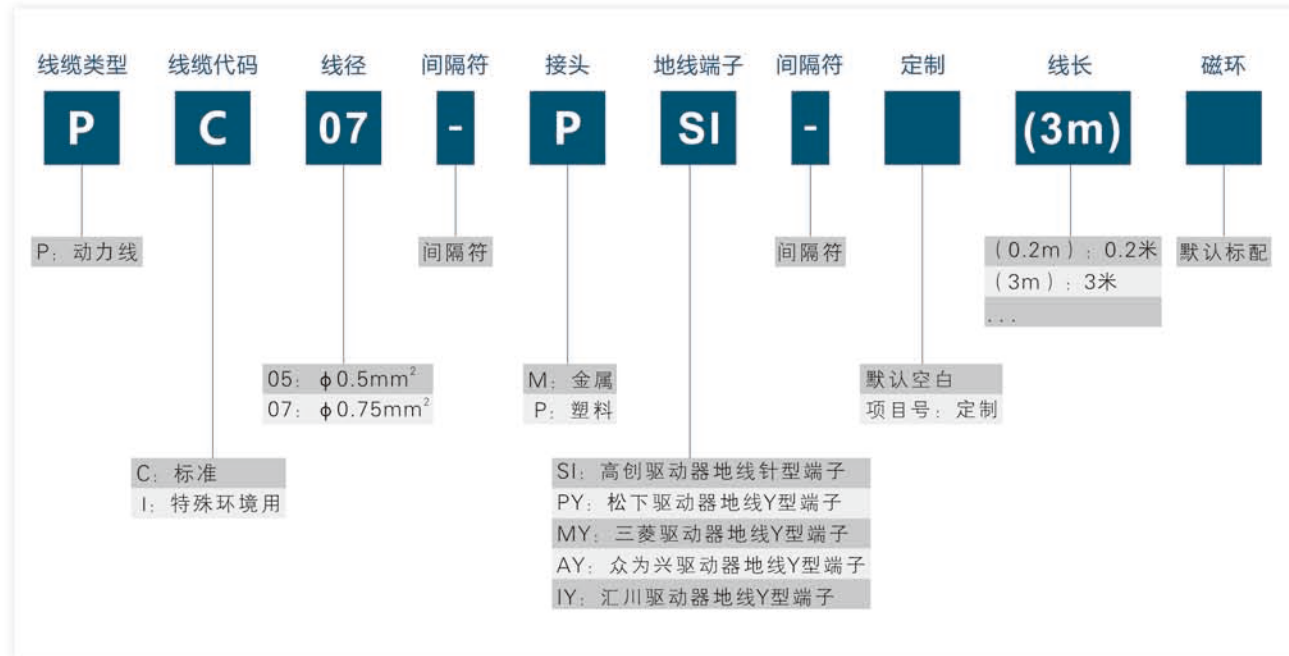 线缆类型 线缆代码 线径 间隔符 接头 地线端子 间隔符 定制 线长 磁环
P C 07 - P SI - (3m)
P: 动力线
间隔符
间隔符
(0.2m): 0.2米
(3m): 3米
...
默认标配
05: ϕ0.5mm²
07: ϕ0.75mm²
M: 金属
P: 塑料
默认空白
项目号: 定制
C: 标准
I: 特殊环境用
SI: 高创驱动器地线针型端子
PY: 松下驱动器地线Y型端子
MY: 三菱驱动器地线Y型端子
AY: 众为兴驱动器地线Y型端子
IY: 汇川驱动器地线Y型端子